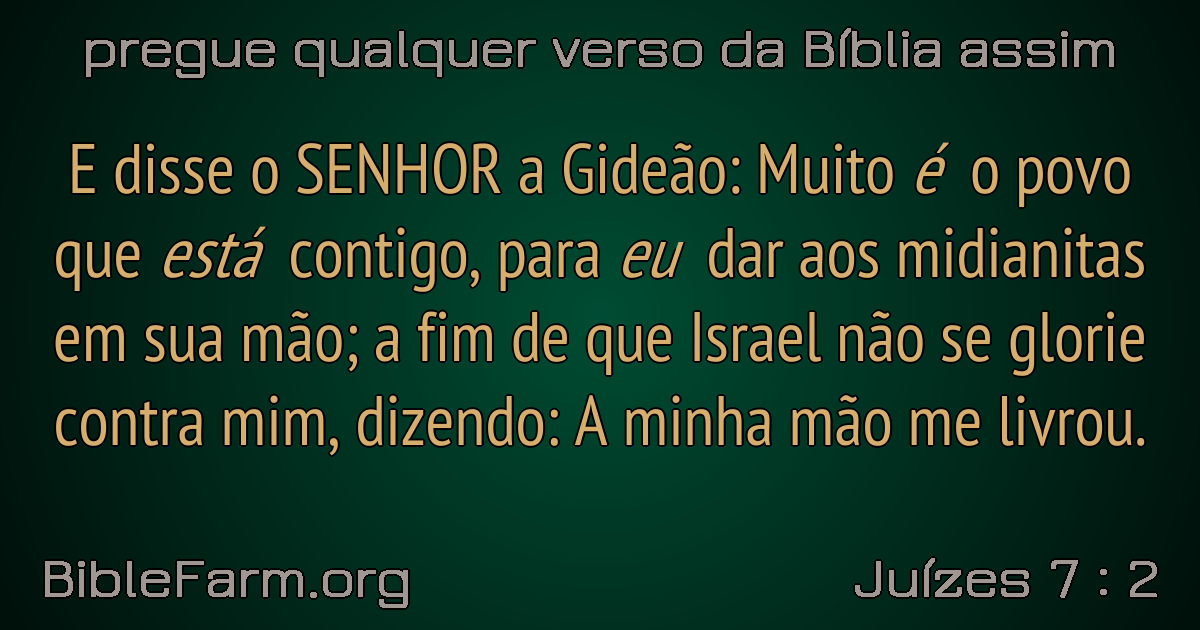 pregue qualquer verso da Bíblia assim
E disse o SENHOR a Gideão: Muito é o povo
que está contigo, para eu dar aos midianitas
em sua mão; a fim de que Israel não se glorie
contra mim, dizendo: A minha mão me livrou.
BibleFarm.org
Juízes 7 : 2